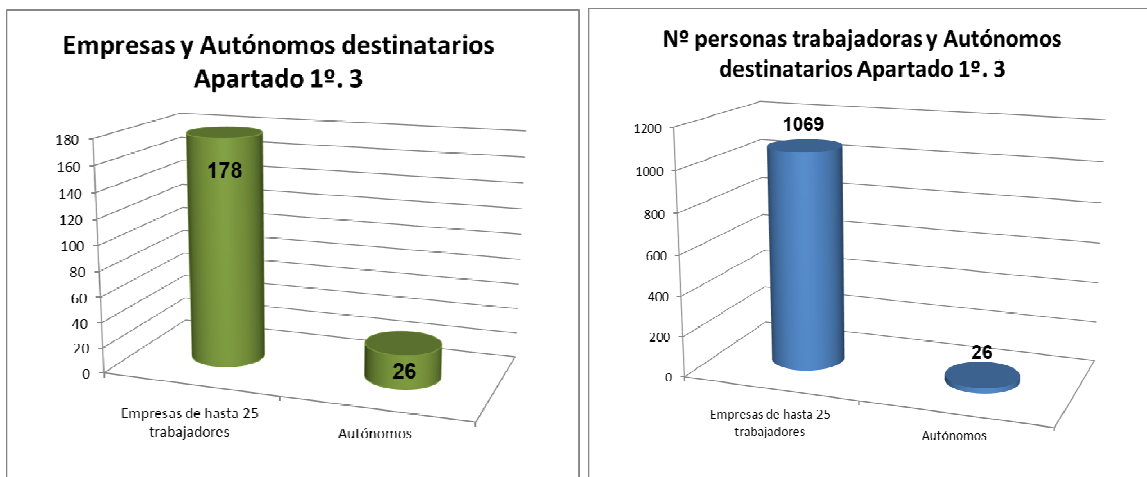 Empresas y Autónomos destinatarios
Apartado 1º. 3
180
160
140
120
100
80
60
40
20
0
178
26
Empresas de hasta 25
trabajadores
Autónomos
Nº personas trabajadoras y Autónomos
destinatarios Apartado 1º. 3
1200
1000
800
600
400
200
0
1069
26
Empresas de hasta 25
trabajadores
Autónomos